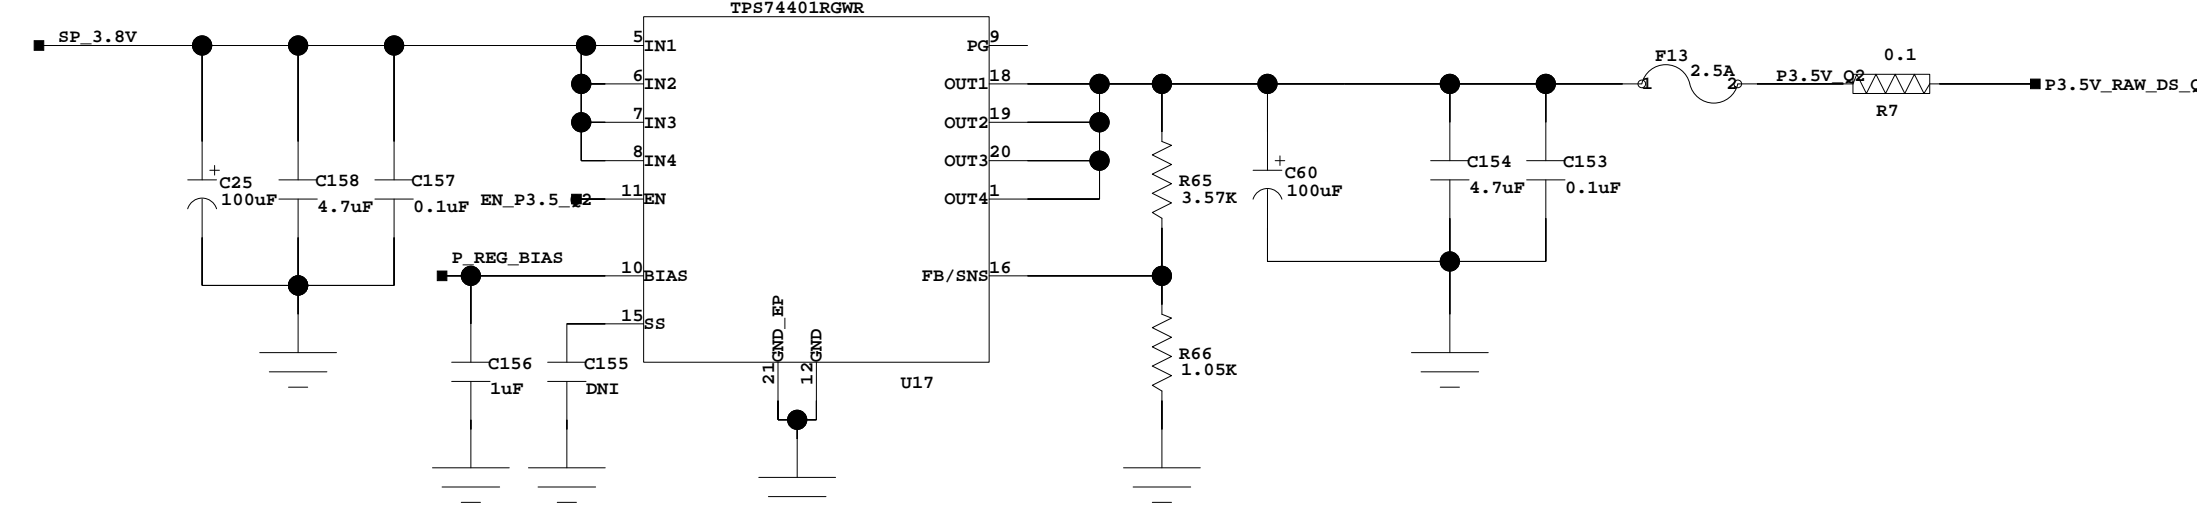 TPS74401RGWR
SP_3.8V
5 IN1
6 IN2
7 IN3
8 IN4
11 EN
EN_P3.5_Q2
10 BIAS
P_REG_BIAS
15 SS
PG 9
OUT1 18
OUT2 19
OUT3 20
OUT4 1
FB/SNS 16
GND_EP
21
GND
12
U17
+
C25
100uF
C158
4.7uF
C157
0.1uF
C156
1uF
C155
DNI
R65
3.57K
R66
1.05K
+
C60
100uF
C154
4.7uF
C153
0.1uF
F13
2.5A
1
2
P3.5V_Q2
0.1
R7
P3.5V_RAW_DS_Q